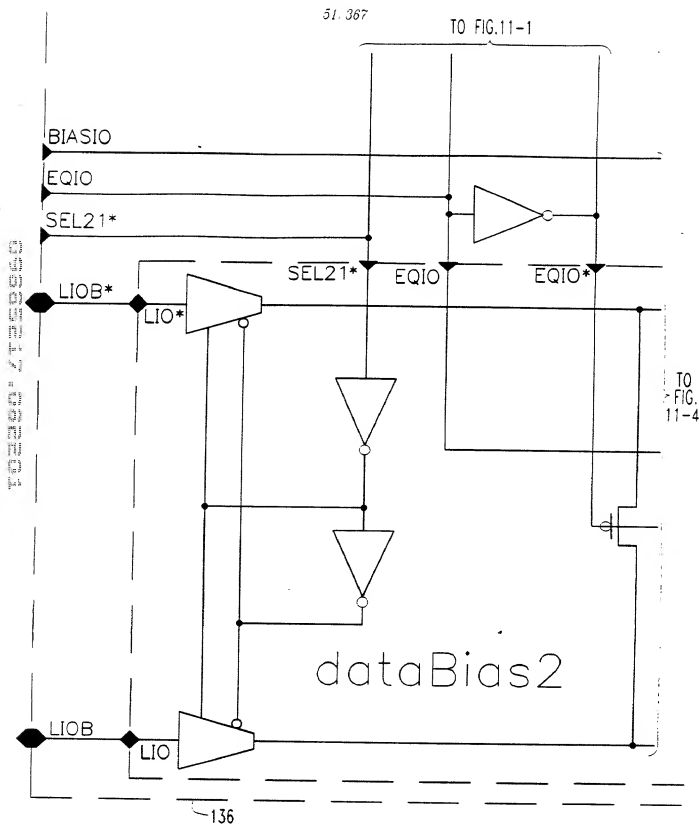 51.367
TO FIG.11-1
BIASIO
EQIO
SEL21*
SEL21*
EQIO
EQIO*
LIOB*
LIO*
TO
FIG.
11-4
dataBias2
LIOB
LIO
136